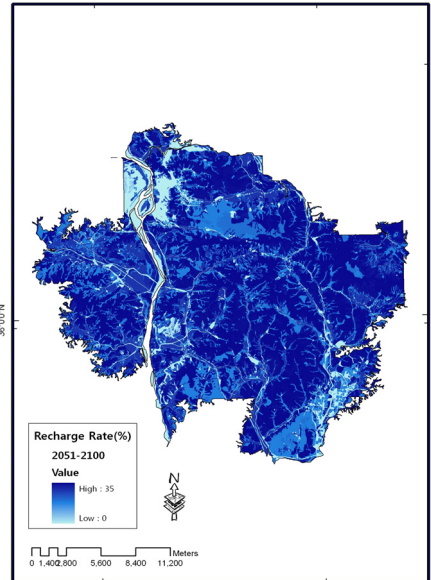 36°00'N
Recharge Rate(%)
2051-2100
Value
High : 35
Low : 0
N
Meters
0 1,400 2,800 5,600 8,400 11,200